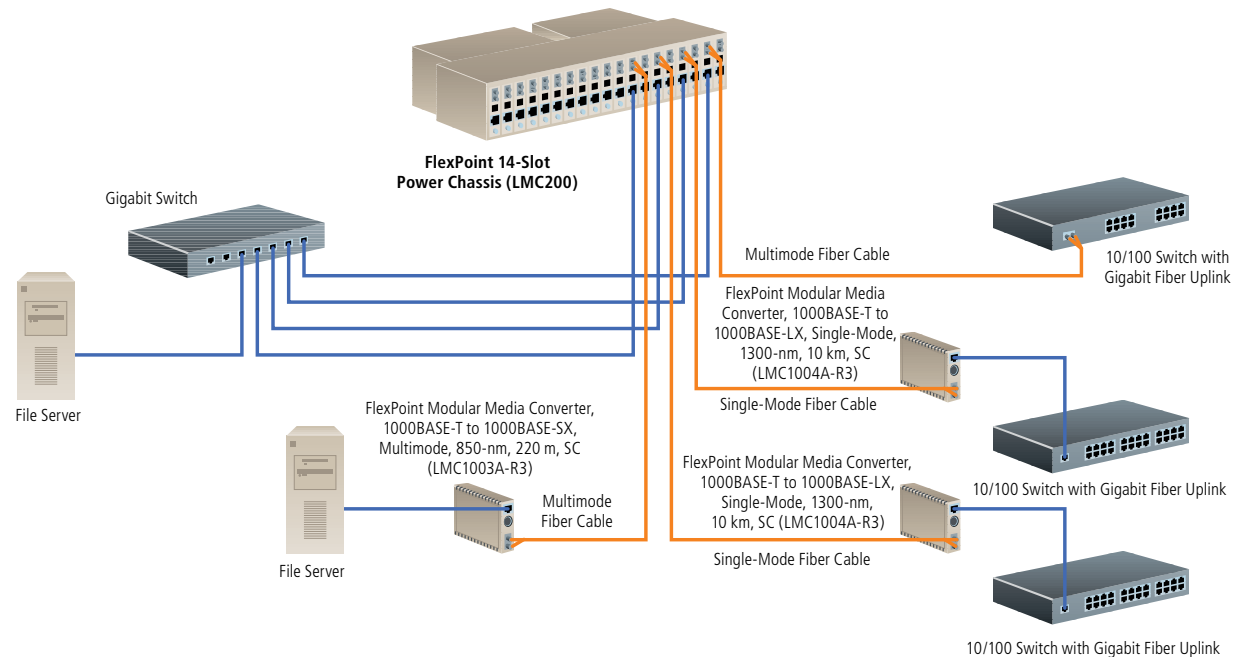 FlexPoint 14-Slot
Power Chassis (LMC200)
Gigabit Switch
File Server
Multimode Fiber Cable
10/100 Switch with
Gigabit Fiber Uplink
FlexPoint Modular Media
Converter, 1000BASE-T to
1000BASE-LX, Single-Mode,
1300-nm, 10 km, SC
(LMC1004A-R3)
Single-Mode Fiber Cable
10/100 Switch with Gigabit Fiber Uplink
FlexPoint Modular Media Converter,
1000BASE-T to 1000BASE-SX,
Multimode, 850-nm, 220 m, SC
(LMC1003A-R3)
Multimode
Fiber Cable
File Server
FlexPoint Modular Media Converter,
1000BASE-T to 1000BASE-LX,
Single-Mode, 1300-nm,
10 km, SC (LMC1004A-R3)
Single-Mode Fiber Cable
10/100 Switch with Gigabit Fiber Uplink